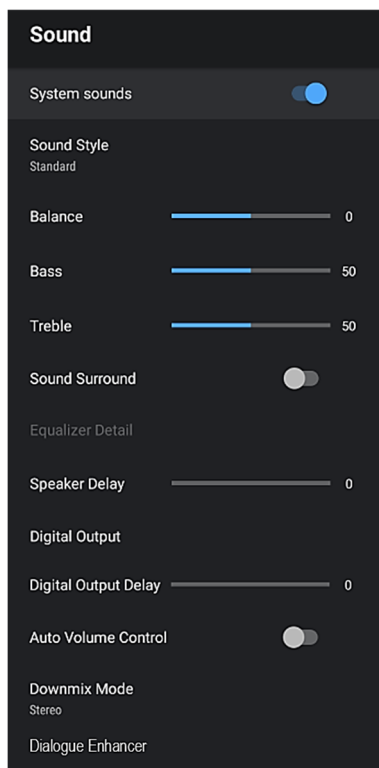 Sound
System sounds
Sound Style
Standard
Balance 0
Bass 50
Treble 50
Sound Surround
Equalizer Detail
Speaker Delay 0
Digital Output
Digital Output Delay 0
Auto Volume Control
Downmix Mode
Stereo
Dialogue Enhancer